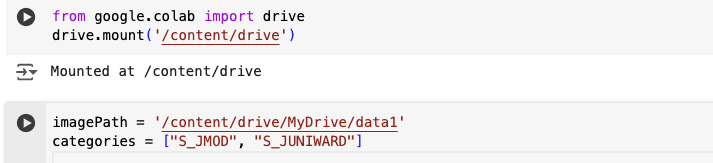 from google.colab import drive
drive.mount('/content/drive')
Mounted at /content/drive
imagePath = '/content/drive/MyDrive/data1'
categories = ["S_JMOD", "S_JUNIWARD"]